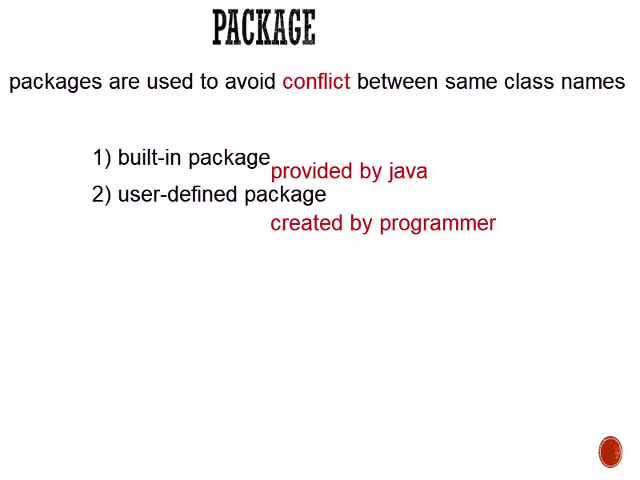 PACKAGE
packages are used to avoid conflict between same class names
1) built-in package
provided by java
2) user-defined package
created by programmer